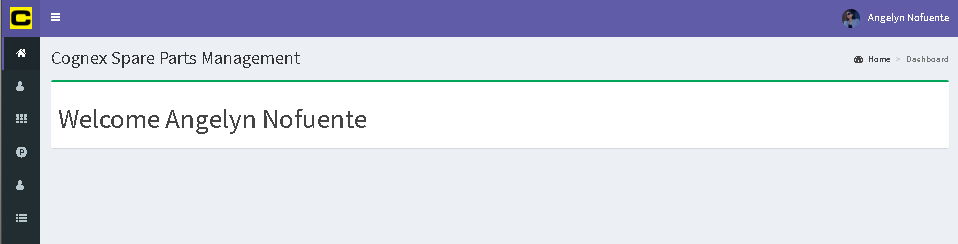 C
Angelyn Nofuente
Cognex Spare Parts Management
Home > Dashboard
Welcome Angelyn Nofuente